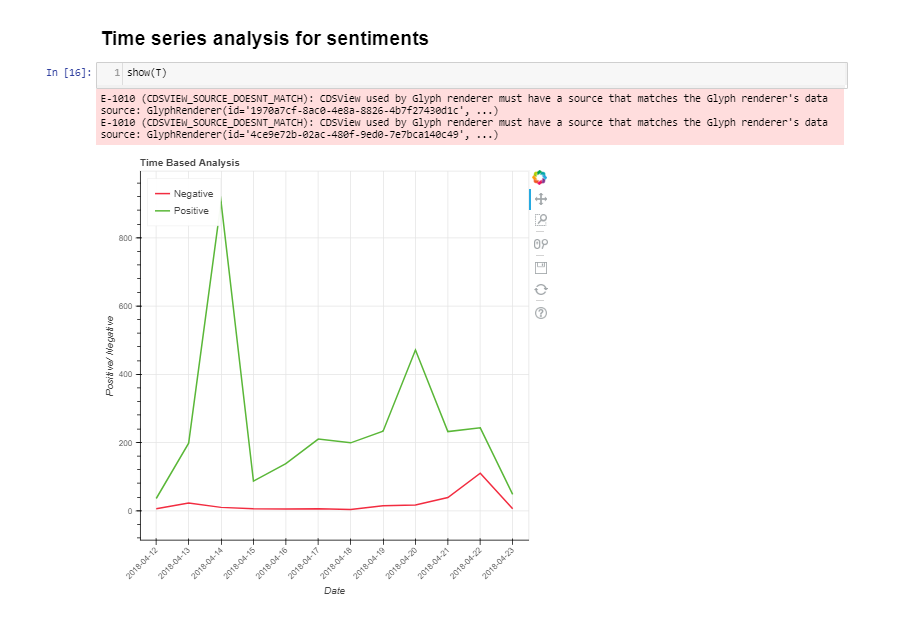 Time series analysis for sentiments
In [16]:
1 show(T)
E-1010 (CDSVIEW_SOURCE_DOESNT_MATCH): CDSView used by Glyph renderer must have a source that matches the Glyph renderer's data
source: GlyphRenderer(id='1970a7cf-8ac0-4e8a-8826-4b7f27430d1c', ...)
E-1010 (CDSVIEW_SOURCE_DOESNT_MATCH): CDSView used by Glyph renderer must have a source that matches the Glyph renderer's data
source: GlyphRenderer(id='4ce9e72b-02ac-480f-9ed0-7e7bca140c49', ...)
Time Based Analysis
Negative
Positive
800
600
400
200
0
Positive/ Negative
2018-04-12
2018-04-13
2018-04-14
2018-04-15
2018-04-16
2018-04-17
2018-04-18
2018-04-19
2018-04-20
2018-04-21
2018-04-22
2018-04-23
Date